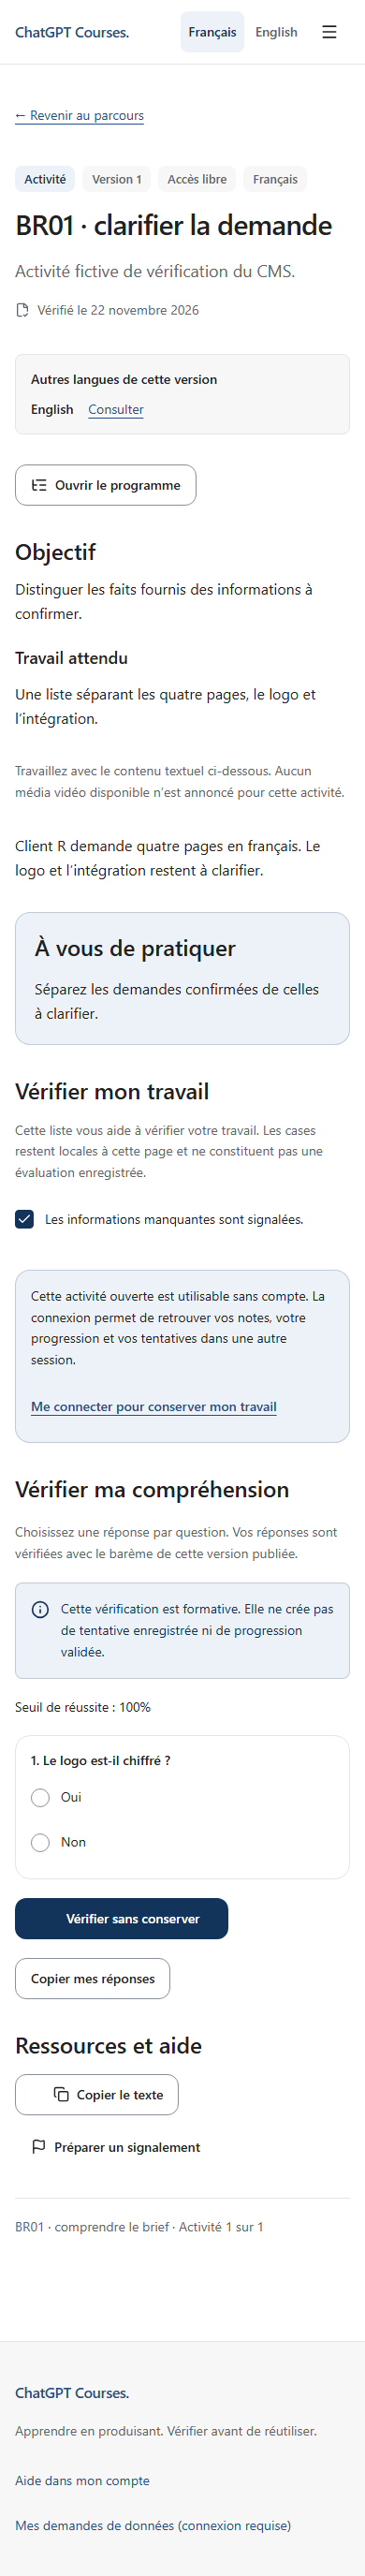 ChatGPT Courses.
Français
English
← Revenir au parcours
Activité
Version 1
Accès libre
Français
BR01 · clarifier la demande
Activité fictive de vérification du CMS.
Vérifié le 22 novembre 2026
Autres langues de cette version
English Consulter
Ouvrir le programme
Objectif
Distinguer les faits fournis des informations à
confirmer.
Travail attendu
Une liste séparant les quatre pages, le logo et
l’intégration.
Travaillez avec le contenu textuel ci-dessous. Aucun
média vidéo disponible n’est annoncé pour cette activité.
Client R demande quatre pages en français. Le
logo et l’intégration restent à clarifier.
À vous de pratiquer
Séparez les demandes confirmées de celles
à clarifier.
Vérifier mon travail
Cette liste vous aide à vérifier votre travail. Les cases
restent locales à cette page et ne constituent pas une
évaluation enregistrée.
Les informations manquantes sont signalées.
Cette activité ouverte est utilisable sans compte. La
connexion permet de retrouver vos notes, votre
progression et vos tentatives dans une autre
session.
Me connecter pour conserver mon travail
Vérifier ma compréhension
Choisissez une réponse par question. Vos réponses sont
vérifiées avec le barème de cette version publiée.
Cette vérification est formative. Elle ne crée pas
de tentative enregistrée ni de progression
validée.
Seuil de réussite : 100%
1. Le logo est-il chiffré ?
Oui
Non
Vérifier sans conserver
Copier mes réponses
Ressources et aide
Copier le texte
Préparer un signalement
BR01 · comprendre le brief · Activité 1 sur 1
ChatGPT Courses.
Apprendre en produisant. Vérifier avant de réutiliser.
Aide dans mon compte
Mes demandes de données (connexion requise)